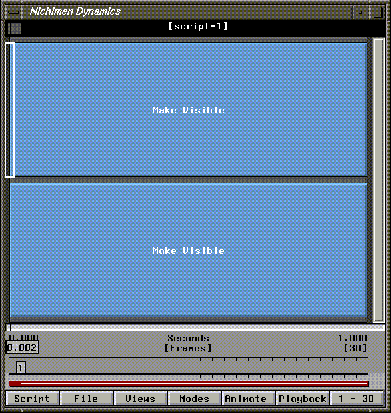 Nichimen Dynamics
[script-1]
Make Visible
Make Visible
0.000 Seconds 1.000
0.002 [Frames] [30]
1
Script File Views Modes Animate Playback 1 - 30